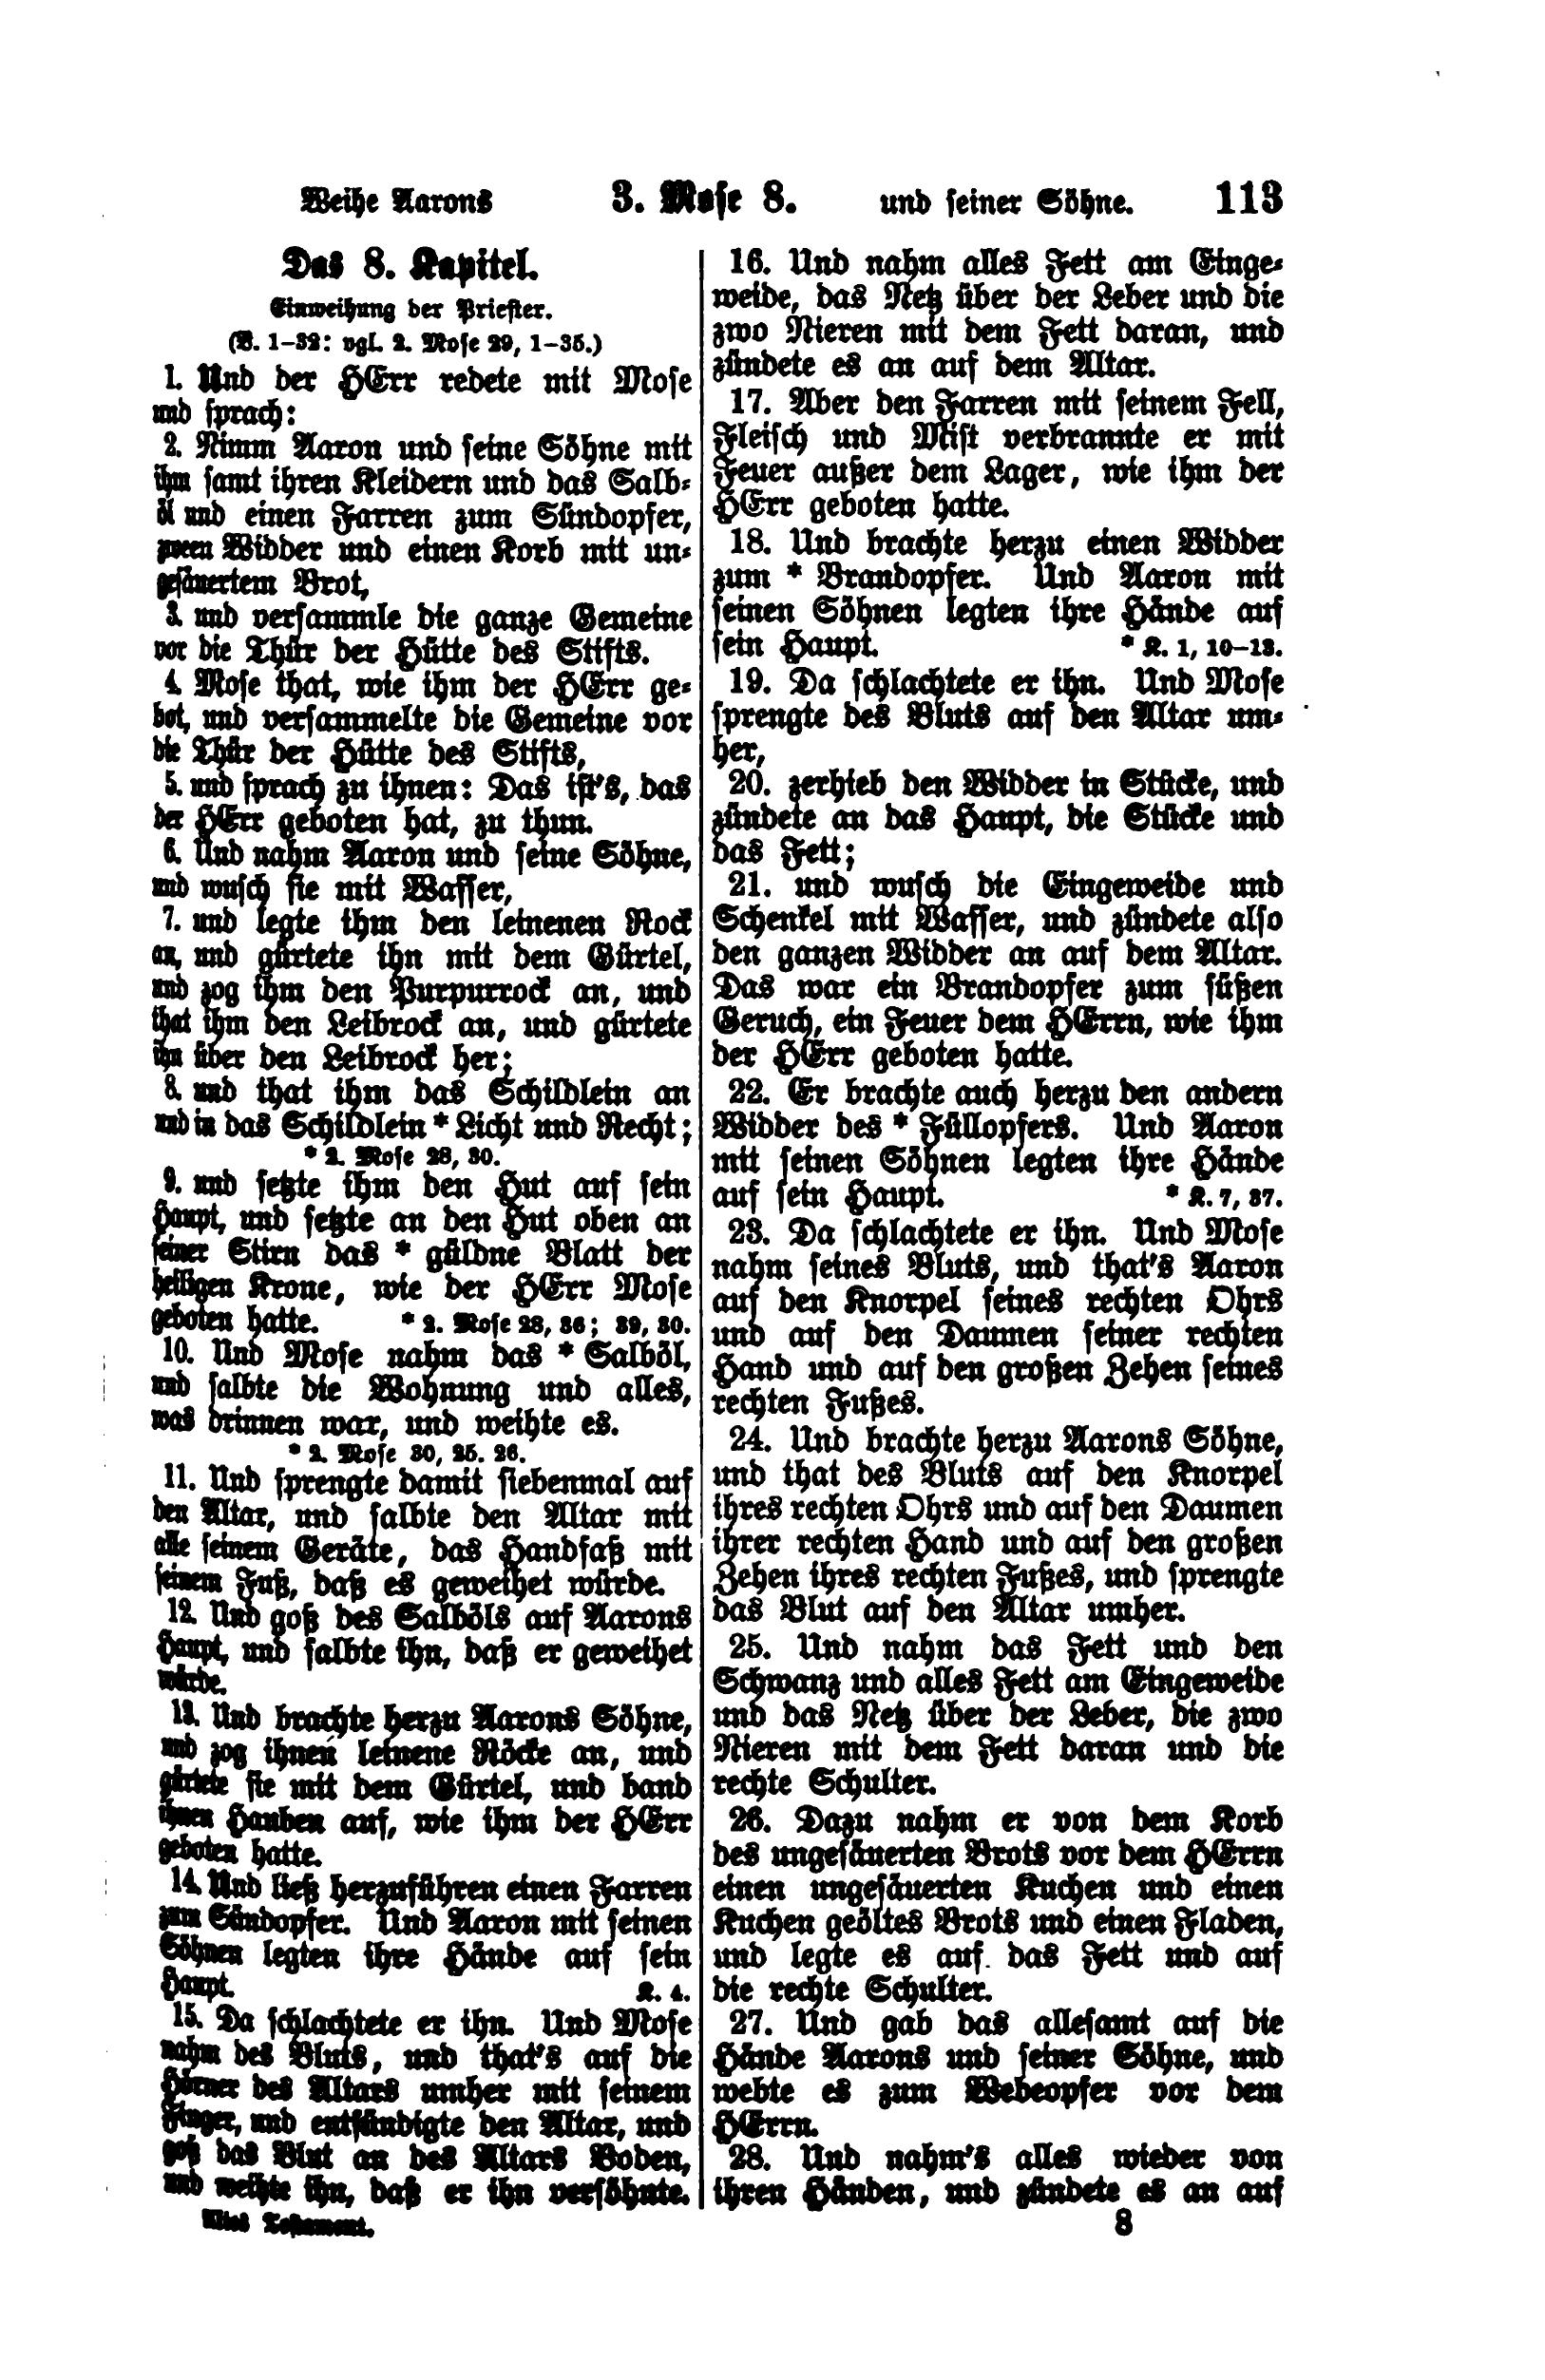 Weihe Aarons 3. Mose 8. und seiner Söhne. 113
Das 8. Kapitel.
Einweihung der Priester.
(V. 1–32: vgl. 2. Mose 29, 1–35.)
1. Und der HErr redete mit Mose
und sprach:
2. Nimm Aaron und seine Söhne mit
ihm samt ihren Kleidern und das Salb-
öl und einen Farren zum Sündopfer,
zween Widder und einen Korb mit un-
gesäuertem Brot,
3. und versammle die ganze Gemeine
vor die Thür der Hütte des Stifts.
4. Mose that, wie ihm der HErr ge-
bot, und versammelte die Gemeine vor
die Thür der Hütte des Stifts,
5. und sprach zu ihnen: Das ist's, das
der HErr geboten hat, zu thun.
6. Und nahm Aaron und seine Söhne,
und wusch sie mit Wasser,
7. und legte ihm den leinenen Rock
an, und gürtete ihn mit dem Gürtel,
und zog ihm den Purpurrock an, und
that ihm den Leibrock an, und gürtete
ihn über den Leibrock her;
8. und that ihm das Schildlein an
und in das Schildlein * Licht und Recht;
* 2. Mose 28, 30.
9. und setzte ihm den Hut auf sein
Haupt, und setzte an den Hut oben an
seiner Stirn das * güldne Blatt der
heiligen Krone, wie der HErr Mose
geboten hatte. * 2. Mose 28, 36; 39, 30.
10. Und Mose nahm das * Salböl,
und salbte die Wohnung und alles,
was drinnen war, und weihte es.
* 2. Mose 30, 25. 26.
11. Und sprengte damit siebenmal auf
den Altar, und salbte den Altar mit
alle seinem Geräte, das Handfaß mit
seinem Fuß, daß es geweihet würde.
12. Und goß des Salböls auf Aarons
Haupt, und salbte ihn, daß er geweihet
würde.
13. Und brachte herzu Aarons Söhne,
und zog ihnen leinene Röcke an, und
gürtete sie mit dem Gürtel, und band
ihnen Hauben auf, wie ihm der HErr
geboten hatte.
14. Und ließ herzuführen einen Farren
zum Sündopfer. Und Aaron mit seinen
Söhnen legten ihre Hände auf sein
Haupt. K. 4.
15. Da schlachtete er ihn. Und Mose
nahm des Bluts, und that's auf die
Hörner des Altars umher mit seinem
Finger, und entsündigte den Altar, und
goß das Blut an des Altars Boden,
und weihte ihn, daß er ihn versöhnte.
Altes Testament.
16. Und nahm alles Fett am Einge-
weide, das Netz über der Leber und die
zwo Nieren mit dem Fett daran, und
zündete es an auf dem Altar.
17. Aber den Farren mit seinem Fell,
Fleisch und Mist verbrannte er mit
Feuer außer dem Lager, wie ihm der
HErr geboten hatte.
18. Und brachte herzu einen Widder
zum * Brandopfer. Und Aaron mit
seinen Söhnen legten ihre Hände auf
sein Haupt. * K. 1, 10–13.
19. Da schlachtete er ihn. Und Mose
sprengte des Bluts auf den Altar um-
her,
20. zerhieb den Widder in Stücke, und
zündete an das Haupt, die Stücke und
das Fett;
21. und wusch die Eingeweide und
Schenkel mit Wasser, und zündete also
den ganzen Widder an auf dem Altar.
Das war ein Brandopfer zum süßen
Geruch, ein Feuer dem HErrn, wie ihm
der HErr geboten hatte.
22. Er brachte auch herzu den andern
Widder des * Füllopfers. Und Aaron
mit seinen Söhnen legten ihre Hände
auf sein Haupt. * K. 7, 37.
23. Da schlachtete er ihn. Und Mose
nahm seines Bluts, und that's Aaron
auf den Knorpel seines rechten Ohrs
und auf den Daumen seiner rechten
Hand und auf den großen Zehen seines
rechten Fußes.
24. Und brachte herzu Aarons Söhne,
und that des Bluts auf den Knorpel
ihres rechten Ohrs und auf den Daumen
ihrer rechten Hand und auf den großen
Zehen ihres rechten Fußes, und sprengte
das Blut auf den Altar umher.
25. Und nahm das Fett und den
Schwanz und alles Fett am Eingeweide
und das Netz über der Leber, die zwo
Nieren mit dem Fett daran und die
rechte Schulter.
26. Dazu nahm er von dem Korb
des ungesäuerten Brots vor dem HErrn
einen ungesäuerten Kuchen und einen
Kuchen geöltes Brots und einen Fladen,
und legte es auf das Fett und auf
die rechte Schulter.
27. Und gab das allesamt auf die
Hände Aarons und seiner Söhne, und
webte es zum Webeopfer vor dem
HErrn.
28. Und nahm's alles wieder von
ihren Händen, und zündete es an auf
8